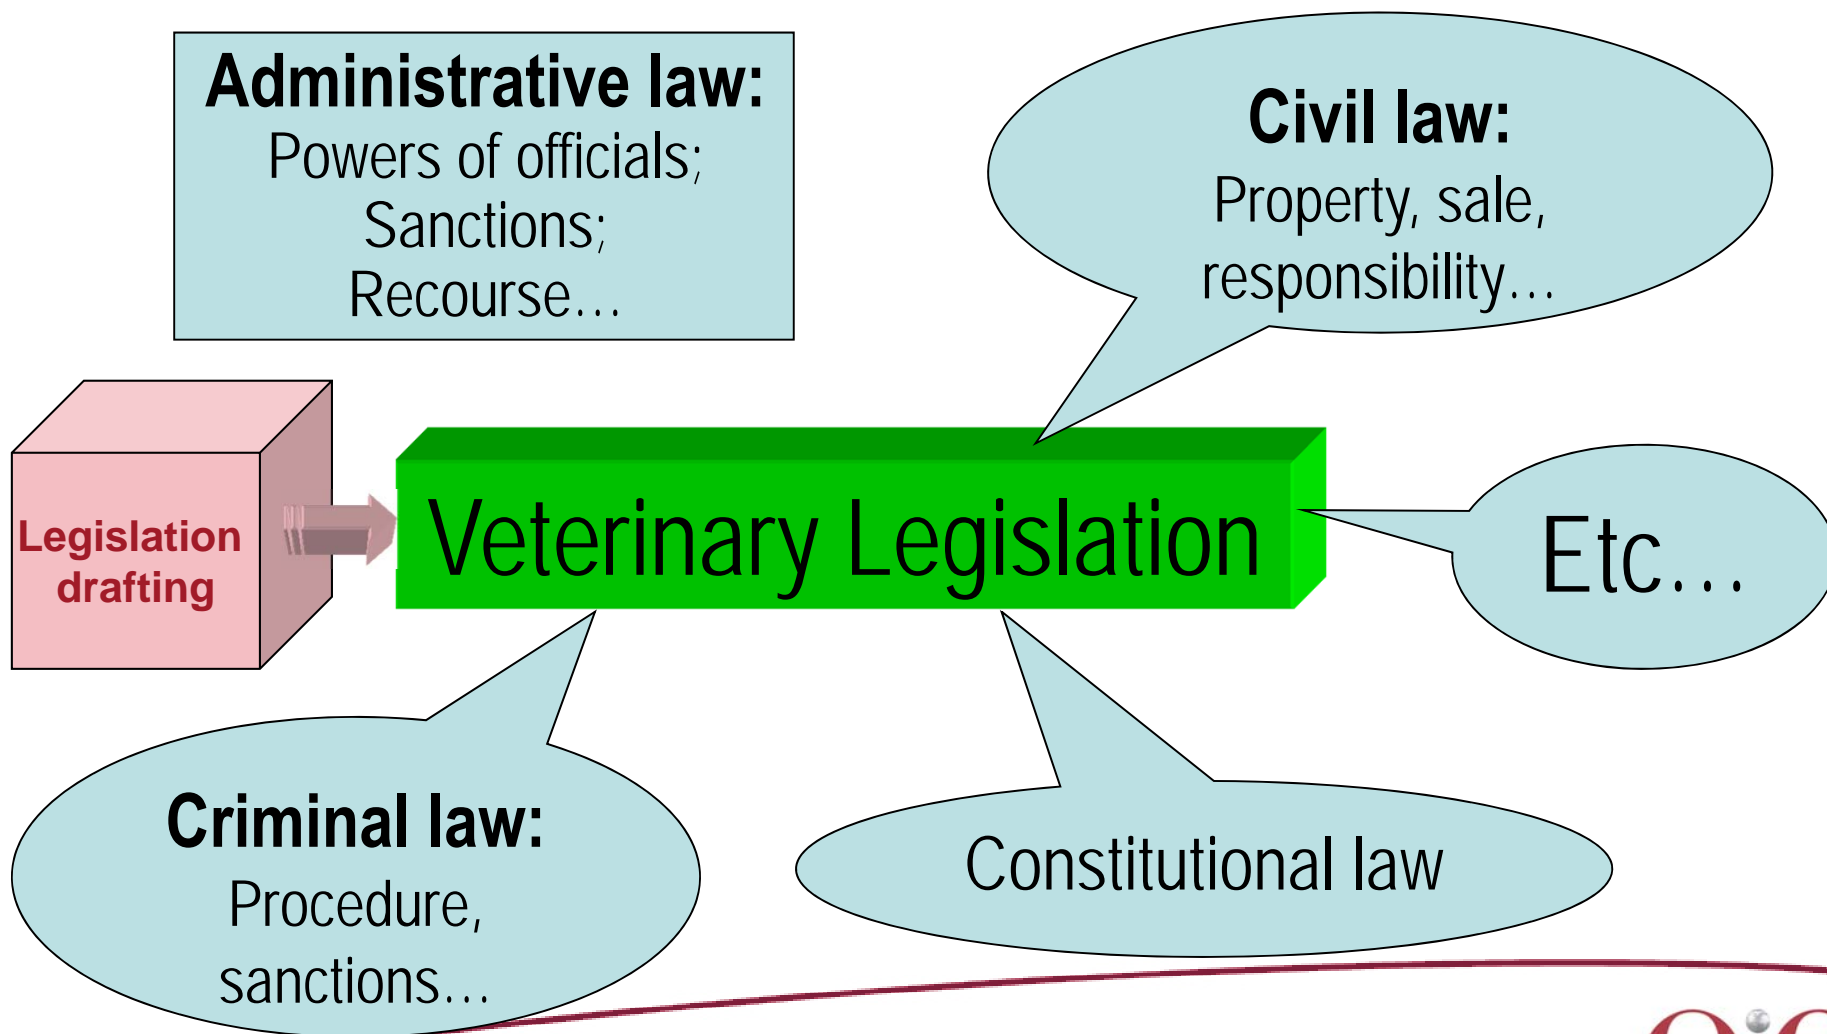 Administrative law:
Powers of officials;
Sanctions;
Recourse…
Civil law:
Property, sale,
responsibility…
Legislation
drafting
Veterinary Legislation
Etc…
Criminal law:
Procedure,
sanctions…
Constitutional law